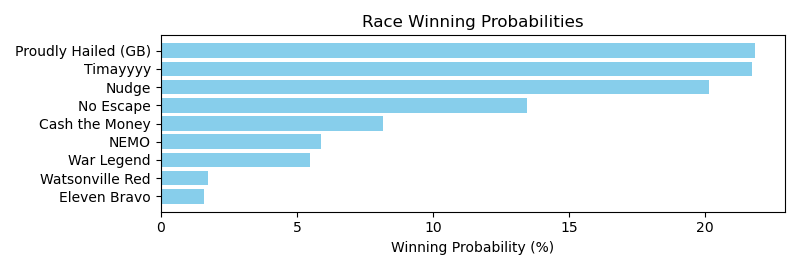 Race Winning Probabilities
Proudly Hailed (GB)
Timayyyy
Nudge
No Escape
Cash the Money
NEMO
War Legend
Watsonville Red
Eleven Bravo
0 5 10 15 20
Winning Probability (%)